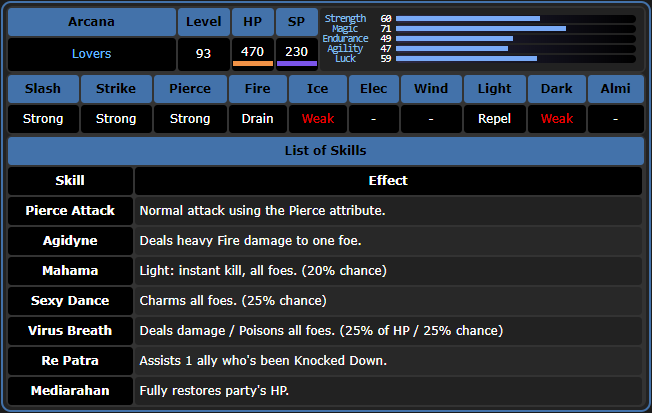 Arcana Level HP SP
Lovers 93 470 230
Strength 60
Magic 71
Endurance 49
Agility 47
Luck 59
Slash Strike Pierce Fire Ice Elec Wind Light Dark Almi
Strong Strong Strong Drain Weak - - Repel Weak -
List of Skills
Skill Effect
Pierce Attack Normal attack using the Pierce attribute.
Agidyne Deals heavy Fire damage to one foe.
Mahama Light: instant kill, all foes. (20% chance)
Sexy Dance Charms all foes. (25% chance)
Virus Breath Deals damage / Poisons all foes. (25% of HP / 25% chance)
Re Patra Assists 1 ally who's been Knocked Down.
Mediarahan Fully restores party's HP.